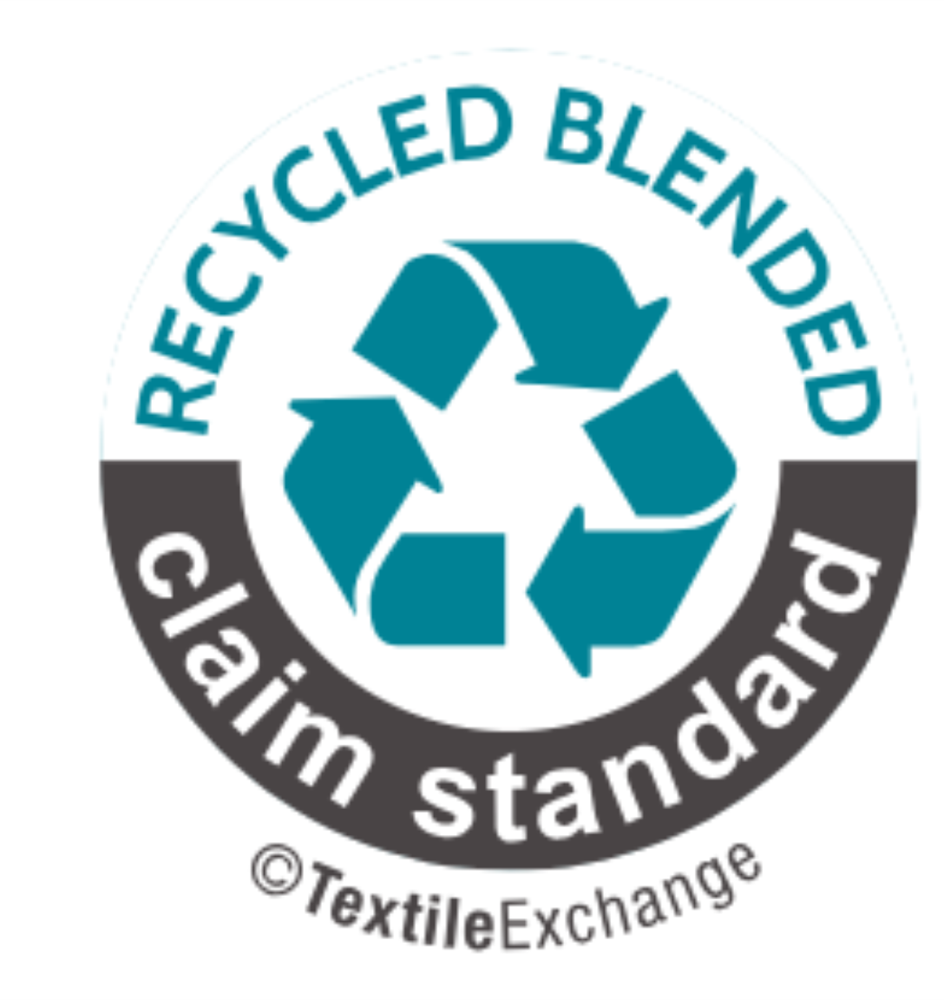 RECYCLED BLENDED
claim standard
©TextileExchange